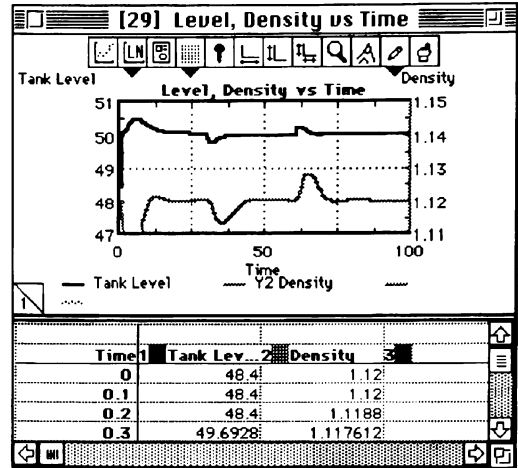 [29] Level, Density vs Time
LN
Tank Level Density
Level, Density vs Time
51 1.15
50 1.14
49 1.13
48 1.12
47 1.11
0 50 100
Time
Tank Level Y2 Density
1
Time 1 Tank Lev... 2 Density 3
0 48.4 1.12
0.1 48.4 1.12
0.2 48.4 1.1188
0.3 49.6928 1.117612